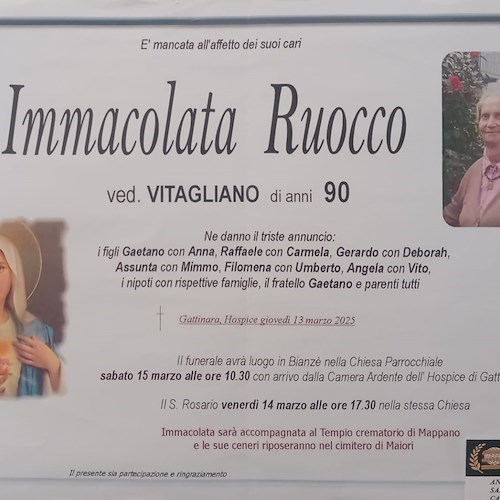 E' mancata all'affetto dei suoi cari
Immacolata Ruocco
ved. VITAGLIANO di anni 90
Ne danno il triste annuncio:
i figli Gaetano con Anna, Raffaele con Carmela, Gerardo con Deborah,
Assunta con Mimmo, Filomena con Umberto, Angela con Vito,
i nipoti con rispettive famiglie, il fratello Gaetano e parenti tutti
Gattinara, Hospice giovedì 13 marzo 2025
Il funerale avrà luogo in Bianzè nella Chiesa Parrocchiale
sabato 15 marzo alle ore 10.30 con arrivo dalla Camera Ardente dell' Hospice di Gatt
Il S. Rosario venerdì 14 marzo alle ore 17.30 nella stessa Chiesa
Immacolata sarà accompagnata al Tempio crematorio di Mappano
e le sue ceneri riposeranno nel cimitero di Maiori
Il presente sia partecipazione e ringraziamento